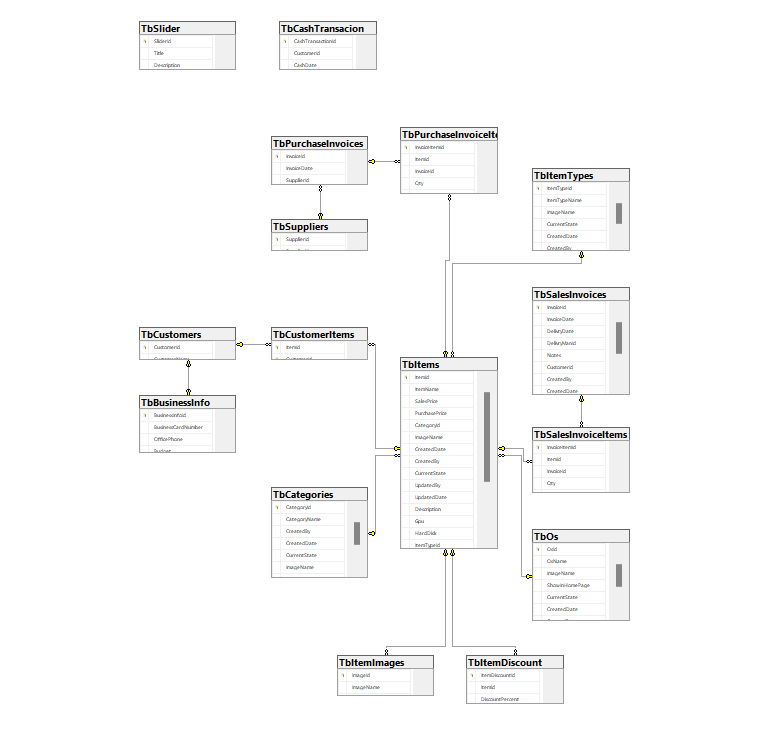 TbSlider
SliderId
Title
Description
TbCashTransacion
CashTransactionId
CustomerId
CashDate
TbPurchaseInvoices
InvoiceId
InvoiceDate
SupplierId
TbPurchaseInvoiceIte
InvoiceItemId
ItemId
InvoiceId
TbItemTypes
ItemTypeId
ItemTypeName
ImageName
CurrentState
CreatedDate
CreatedBy
TbSuppliers
SupplierId
TbSalesInvoices
InvoiceId
InvoiceDate
DelivryDate
DelivryManId
Notes
CustomerId
CreatedBy
CreatedDate
TbCustomers
CustomerId
CustomerName
TbCustomerItems
ItemId
CustomerId
TbItems
ItemId
ItemName
SalesPrice
PurchasePrice
CategoryId
ImageName
CreatedDate
CreatedBy
CurrentState
UpdatedBy
UpdatedDate
Description
Gpu
HardDisk
ItemTypeId
TbBusinessInfo
BusinessInfoId
BusinessCardNumber
OfficePhone
Budget
TbSalesInvoiceItems
InvoiceItemId
ItemId
InvoiceId
TbCategories
CategoryId
CategoryName
CreatedBy
CreatedDate
CurrentState
ImageName
TbOs
OsId
OsName
ImageName
ShowInHomePage
CurrentState
CreatedDate
TbItemImages
ImageId
ImageName
TbItemDiscount
ItemDiscountId
ItemId
DiscountPercent